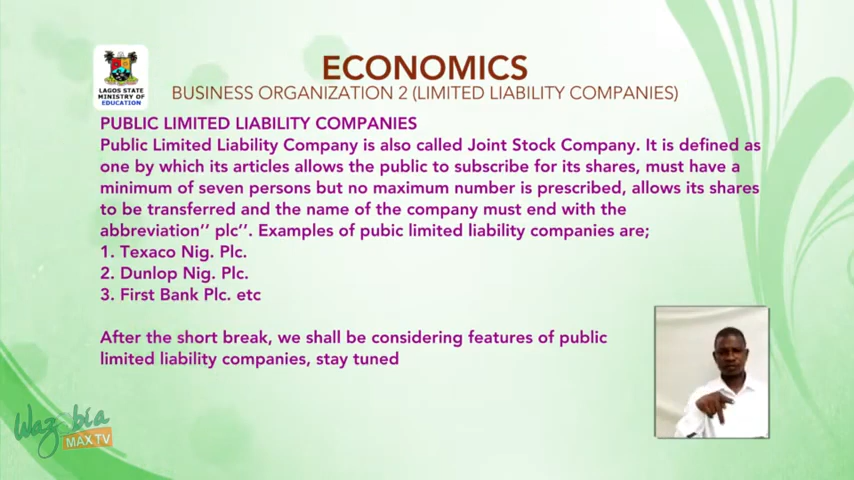 LAGOS STATE
MINISTRY OF
EDUCATION
ECONOMICS
BUSINESS ORGANIZATION 2 (LIMITED LIABILITY COMPANIES)
PUBLIC LIMITED LIABILITY COMPANIES
Public Limited Liability Company is also called Joint Stock Company. It is defined as
one by which its articles allows the public to subscribe for its shares, must have a
minimum of seven persons but no maximum number is prescribed, allows its shares
to be transferred and the name of the company must end with the
abbreviation’’ plc’’. Examples of pubic limited liability companies are;
1. Texaco Nig. Plc.
2. Dunlop Nig. Plc.
3. First Bank Plc. etc
After the short break, we shall be considering features of public
limited liability companies, stay tuned
Wazobia
MAX TV